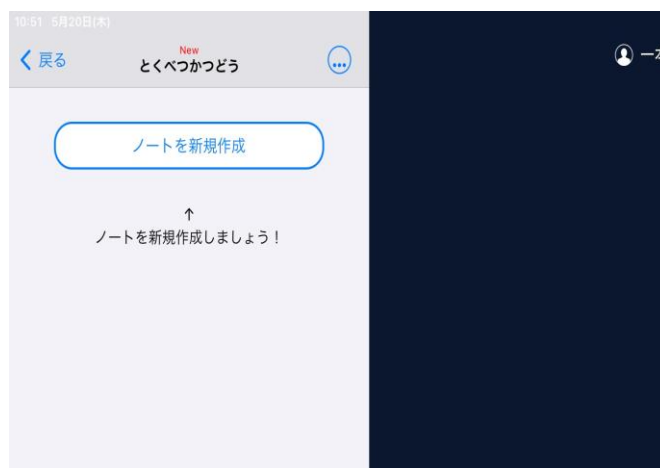 10:51 5月20日(木)
戻る
New
とくべつかつどう
ノートを新規作成
↑
ノートを新規作成しましょう！
一本